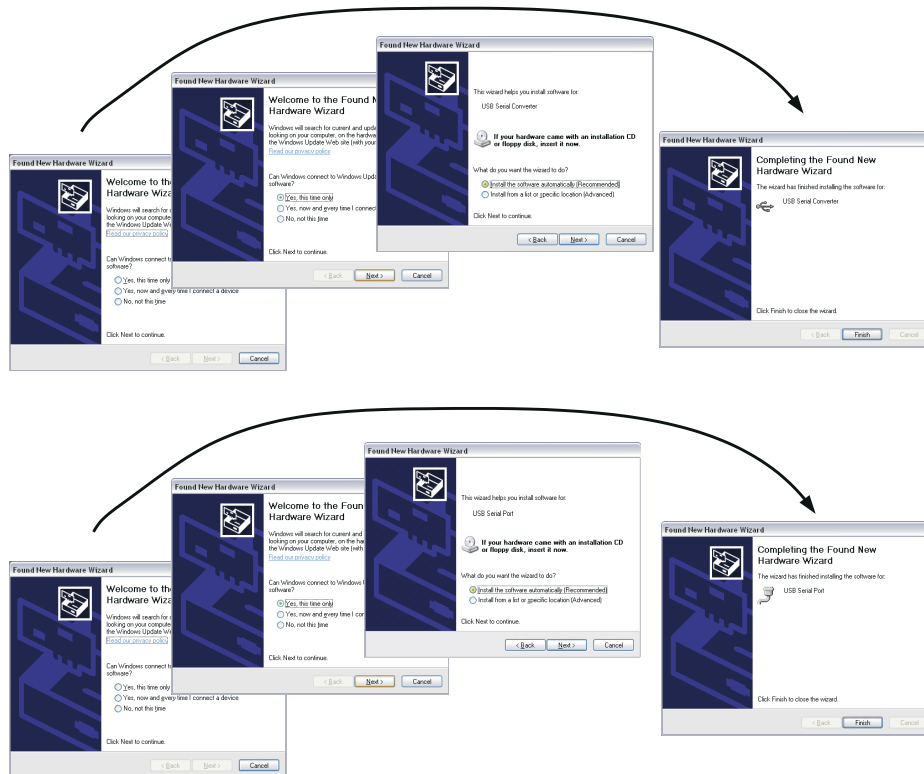 Found New Hardware Wizard
Welcome to th
Hardware Wiza
Windows will search for
looking on your compute
the Windows Update We
Read our privacy policy
Can Windows connect to
software?
Yes, this time only
Yes, now and every time I connect a device
No, not this time
Click Next to continue.
< Back Next > Cancel
Found New Hardware Wizard
Welcome to the Found N
Hardware Wizard
Windows will search for current and upda
looking on your computer, on the hardwa
the Windows Update Web site (with your
Read our privacy policy
Can Windows connect to Windows Upda
software?
Yes, this time only
Yes, now and every time I connect
No, not this time
Click Next to continue.
< Back Next > Cancel
Found New Hardware Wizard
This wizard helps you install software for:
USB Serial Converter
If your hardware came with an installation CD
or floppy disk, insert it now.
What do you want the wizard to do?
Install the software automatically (Recommended)
Install from a list or specific location (Advanced)
Click Next to continue.
< Back Next > Cancel
Found New Hardware Wizard
Completing the Found New
Hardware Wizard
The wizard has finished installing the software for:
USB Serial Converter
Click Finish to close the wizard.
< Back Finish Cancel
Found New Hardware Wizard
Welcome to th
Hardware Wiza
Windows will search for
looking on your compute
the Windows Update We
Read our privacy policy
Can Windows connect to
software?
Yes, this time only
Yes, now and every time I connect a device
No, not this time
Click Next to continue.
< Back Next > Cancel
Found New Hardware Wizard
Welcome to the Foun
Hardware Wizard
Windows will search for current and
looking on your computer, on the ha
the Windows Update Web site (with
Read our privacy policy
Can Windows connect to Windows
software?
Yes, this time only
Yes, now and every time I cor
No, not this time
Click Next to continue.
< Back Next > Cancel
Found New Hardware Wizard
This wizard helps you install software for:
USB Serial Port
If your hardware came with an installation CD
or floppy disk, insert it now.
What do you want the wizard to do?
Install the software automatically (Recommended)
Install from a list or specific location (Advanced)
Click Next to continue.
< Back Next > Cancel
Found New Hardware Wizard
Completing the Found New
Hardware Wizard
The wizard has finished installing the software for:
USB Serial Port
Click Finish to close the wizard.
< Back Finish Cancel